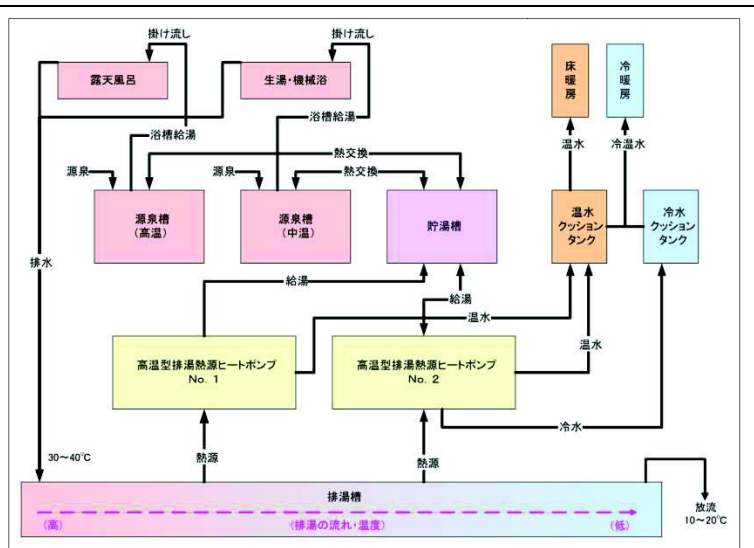 掛け流し
掛け流し
露天風呂
生湯・機械浴
床暖房
冷暖房
浴槽給湯
浴槽給湯
熱交換
温水
冷温水
源泉
源泉
熱交換
源泉槽
(高温)
源泉槽
(中温)
貯湯槽
温水
クッション
タンク
冷水
クッション
タンク
排水
給湯
給湯
温水
温水
高温型排湯熱源ヒートポンプ
No. 1
高温型排湯熱源ヒートポンプ
No. 2
冷水
30～40℃
熱源
熱源
排湯槽
放流
10～20℃
(高)
(排湯の流れ・温度)
(低)